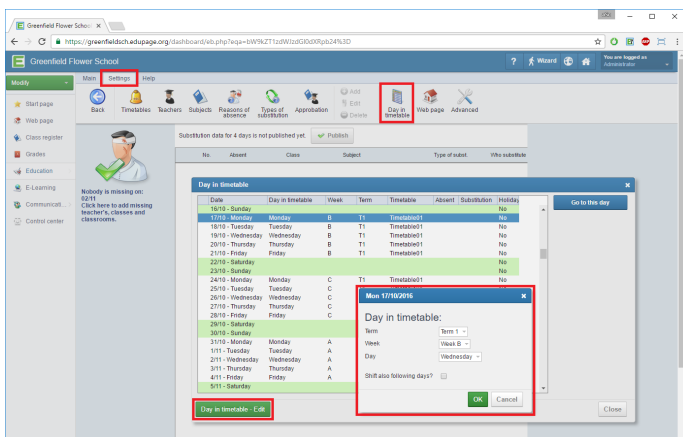 Greenfield Flower School
https://greenfieldsch.edupage.org/dashboard/eb.php?eqa=bW9kZT1zdWJzdGl0dXRpb24%3D
Greenfield Flower School
? Wizard
You are logged as
Administrator
Modify
Main Settings Help
Start page
Web page
Class register
Grades
Education
E-Learning
Communicati...
Control center
Back Timetables Teachers Subjects Reasons of absence Types of substitution Approbation
Add
Edit
Delete
Day in timetable Web page Advanced
Nobody is missing on:
02/11
Click here to add missing
teacher's, classes and
classrooms.
Substitution data for 4 days is not published yet: Publish
No. Absent Class Subject Type of subst. Who substitute
Day in timetable
Date Day in timetable Week Term Timetable Absent Substitution Holiday
16/10 - Sunday No
17/10 - Monday Monday B T1 Timetable01 No
18/10 - Tuesday Tuesday B T1 Timetable01 No
19/10 - Wednesday Wednesday B T1 Timetable01 No
20/10 - Thursday Thursday B T1 Timetable01 No
21/10 - Friday Friday B T1 Timetable01 No
22/10 - Saturday No
23/10 - Sunday No
24/10 - Monday Monday C T1 Timetable01 No
25/10 - Tuesday Tuesday C
26/10 - Wednesday Wednesday C
27/10 - Thursday Thursday C
28/10 - Friday Friday C
29/10 - Saturday
30/10 - Sunday
31/10 - Monday Monday A
1/11 - Tuesday Tuesday A
2/11 - Wednesday Wednesday A
3/11 - Thursday Thursday A
4/11 - Friday Friday A
5/11 - Saturday
Go to this day
Mon 17/10/2016
Day in timetable:
Term Term 1
Week Week B
Day Wednesday
Shift also following days?
OK Cancel
Day in timetable - Edit
Close